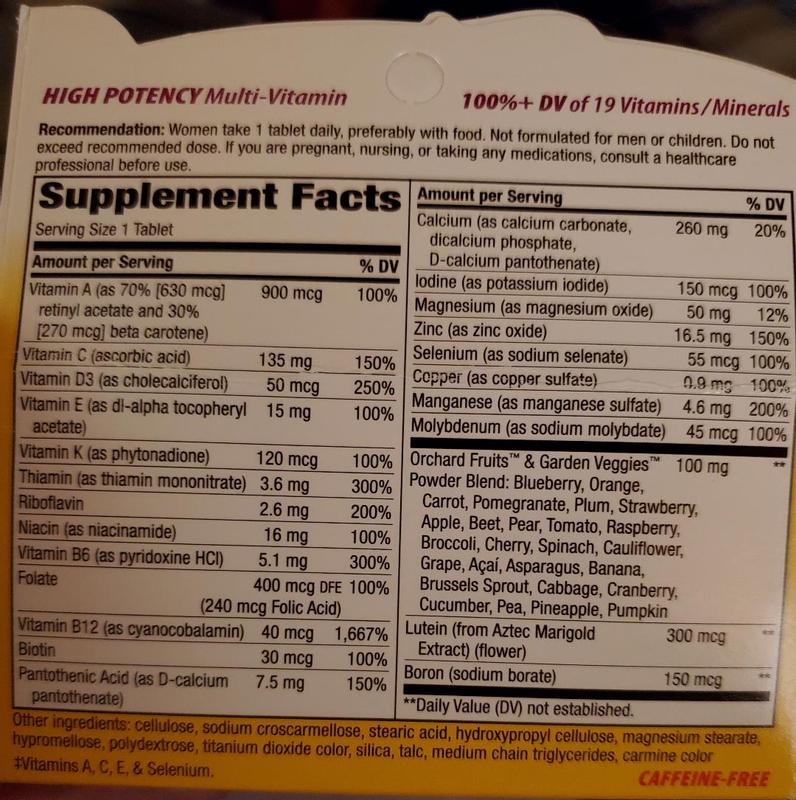 HIGH POTENCY Multi-Vitamin
100%+ DV of 19 Vitamins/Minerals
Recommendation: Women take 1 tablet daily, preferably with food. Not formulated for men or children. Do not
exceed recommended dose. If you are pregnant, nursing, or taking any medications, consult a healthcare
professional before use.
Supplement Facts
Serving Size 1 Tablet
Amount per Serving % DV
Vitamin A (as 70% [630 mcg] 900 mcg 100%
retinyl acetate and 30%
[270 mcg] beta carotene)
Vitamin C (ascorbic acid) 135 mg 150%
Vitamin D3 (as cholecalciferol) 50 mcg 250%
Vitamin E (as dl-alpha tocopheryl 15 mg 100%
acetate)
Vitamin K (as phytonadione) 120 mcg 100%
Thiamin (as thiamin mononitrate) 3.6 mg 300%
Riboflavin 2.6 mg 200%
Niacin (as niacinamide) 16 mg 100%
Vitamin B6 (as pyridoxine HCl) 5.1 mg 300%
Folate 400 mcg DFE 100%
(240 mcg Folic Acid)
Vitamin B12 (as cyanocobalamin) 40 mcg 1,667%
Biotin 30 mcg 100%
Pantothenic Acid (as D-calcium 7.5 mg 150%
pantothenate)
Amount per Serving % DV
Calcium (as calcium carbonate, 260 mg 20%
dicalcium phosphate,
D-calcium pantothenate)
Iodine (as potassium iodide) 150 mcg 100%
Magnesium (as magnesium oxide) 50 mg 12%
Zinc (as zinc oxide) 16.5 mg 150%
Selenium (as sodium selenate) 55 mcg 100%
Copper (as copper sulfate) 0.9 mg 100%
Manganese (as manganese sulfate) 4.6 mg 200%
Molybdenum (as sodium molybdate) 45 mcg 100%
Orchard Fruits™ & Garden Veggies™ 100 mg **
Powder Blend: Blueberry, Orange,
Carrot, Pomegranate, Plum, Strawberry,
Apple, Beet, Pear, Tomato, Raspberry,
Broccoli, Cherry, Spinach, Cauliflower,
Grape, Açaí, Asparagus, Banana,
Brussels Sprout, Cabbage, Cranberry,
Cucumber, Pea, Pineapple, Pumpkin
Lutein (from Aztec Marigold 300 mcg **
Extract) (flower)
Boron (sodium borate) 150 mcg **
**Daily Value (DV) not established.
Other ingredients: cellulose, sodium croscarmellose, stearic acid, hydroxypropyl cellulose, magnesium stearate,
hypromellose, polydextrose, titanium dioxide color, silica, talc, medium chain triglycerides, carmine color
‡Vitamins A, C, E, & Selenium.
CAFFEINE-FREE